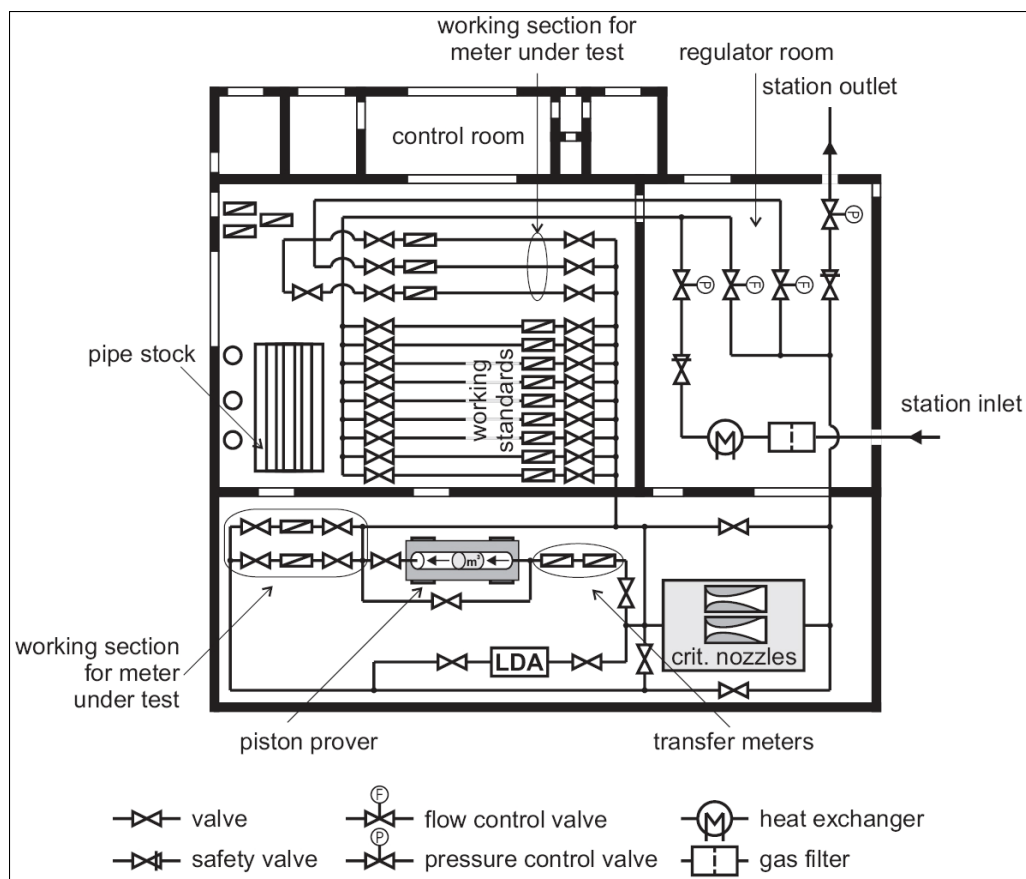 working section for
meter under test
regulator room
station outlet
control room
P
P
F
F
pipe stock
working
standards
station inlet
M
m³
working section
for meter
under test
LDA
crit. nozzles
piston prover
transfer meters
valve
F
flow control valve
M
heat exchanger
safety valve
P
pressure control valve
gas filter